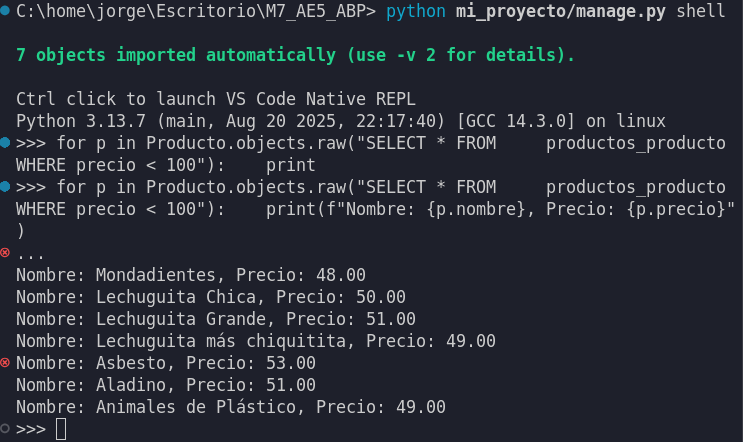 C:\home\jorge\Escritorio\M7_AE5_ABP> python mi_proyecto/manage.py shell
7 objects imported automatically (use -v 2 for details).
Ctrl click to launch VS Code Native REPL
Python 3.13.7 (main, Aug 20 2025, 22:17:40) [GCC 14.3.0] on linux
>>> for p in Producto.objects.raw("SELECT * FROM     productos_producto
WHERE precio < 100"):    print
>>> for p in Producto.objects.raw("SELECT * FROM     productos_producto
WHERE precio < 100"):    print(f"Nombre: {p.nombre}, Precio: {p.precio}"
)
...
Nombre: Mondadientes, Precio: 48.00
Nombre: Lechuguita Chica, Precio: 50.00
Nombre: Lechuguita Grande, Precio: 51.00
Nombre: Lechuguita más chiquitita, Precio: 49.00
Nombre: Asbesto, Precio: 53.00
Nombre: Aladino, Precio: 51.00
Nombre: Animales de Plástico, Precio: 49.00
>>>